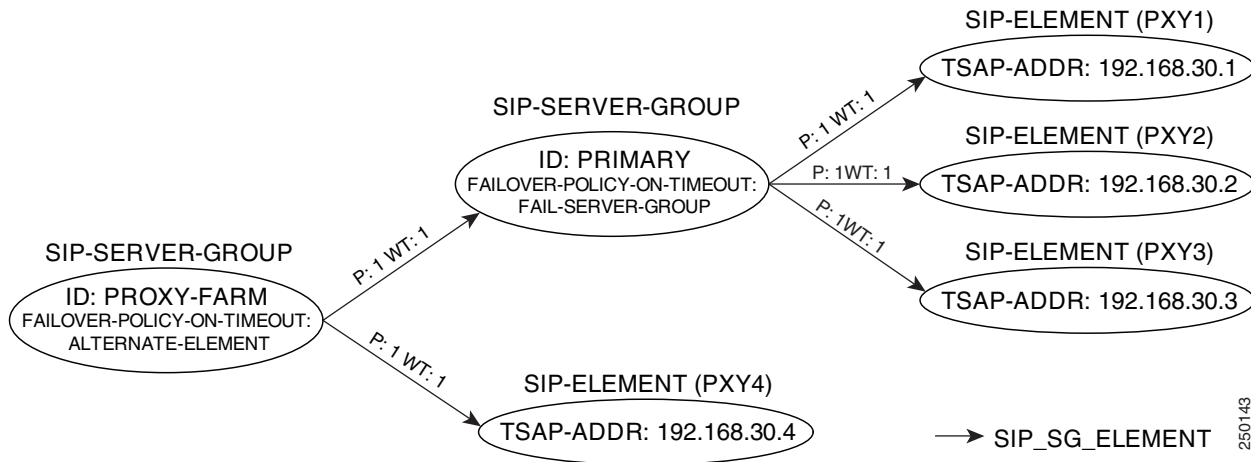 SIP-ELEMENT (PXY1)
TSAP-ADDR: 192.168.30.1
P: 1 WT: 1
SIP-SERVER-GROUP
ID: PRIMARY
FAILOVER-POLICY-ON-TIMEOUT:
FAIL-SERVER-GROUP
P: 1WT: 1
SIP-ELEMENT (PXY2)
TSAP-ADDR: 192.168.30.2
P: 1WT: 1
SIP-ELEMENT (PXY3)
TSAP-ADDR: 192.168.30.3
SIP-SERVER-GROUP
ID: PROXY-FARM
FAILOVER-POLICY-ON-TIMEOUT:
ALTERNATE-ELEMENT
P: 1 WT: 1
P: 1 WT: 1
SIP-ELEMENT (PXY4)
TSAP-ADDR: 192.168.30.4
SIP_SG_ELEMENT
250143